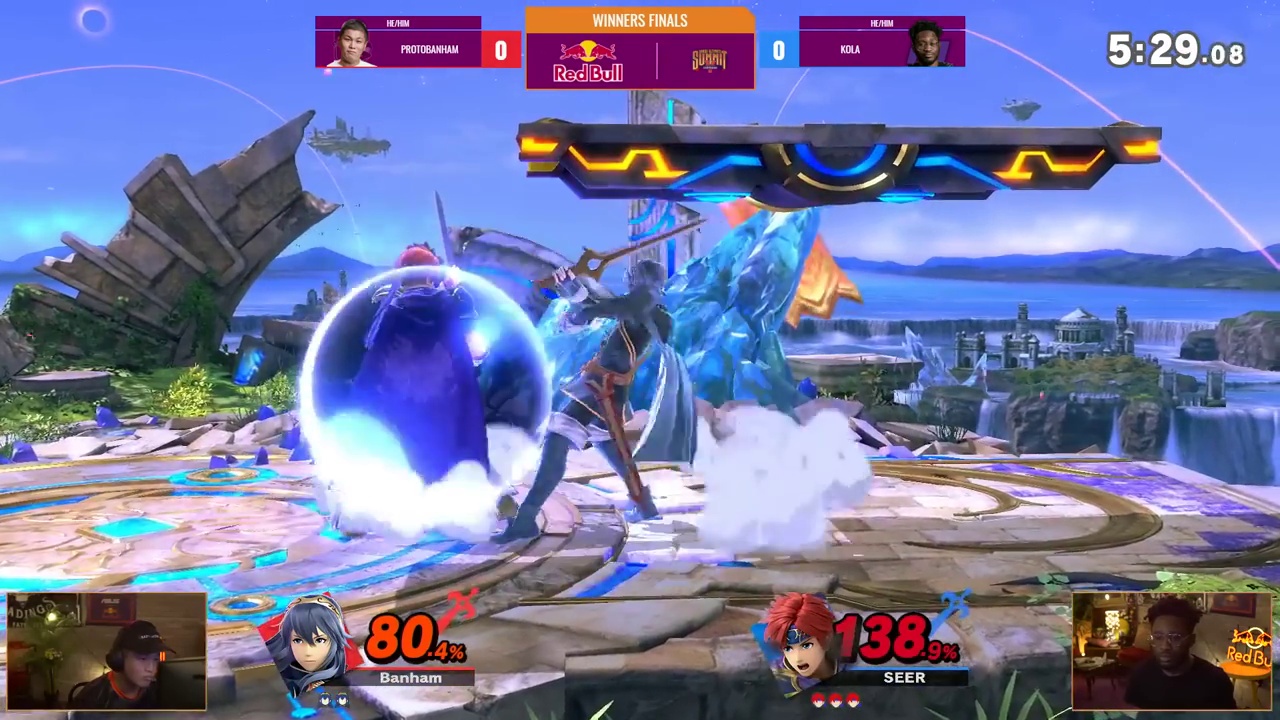 HE/HIM
PROTOBANHAM
0
WINNERS FINALS
Red Bull
SUMMIT
0
HE/HIM
KOLA
5:29.08
80.4%
Banham
138.9%
SEER
Red Bu